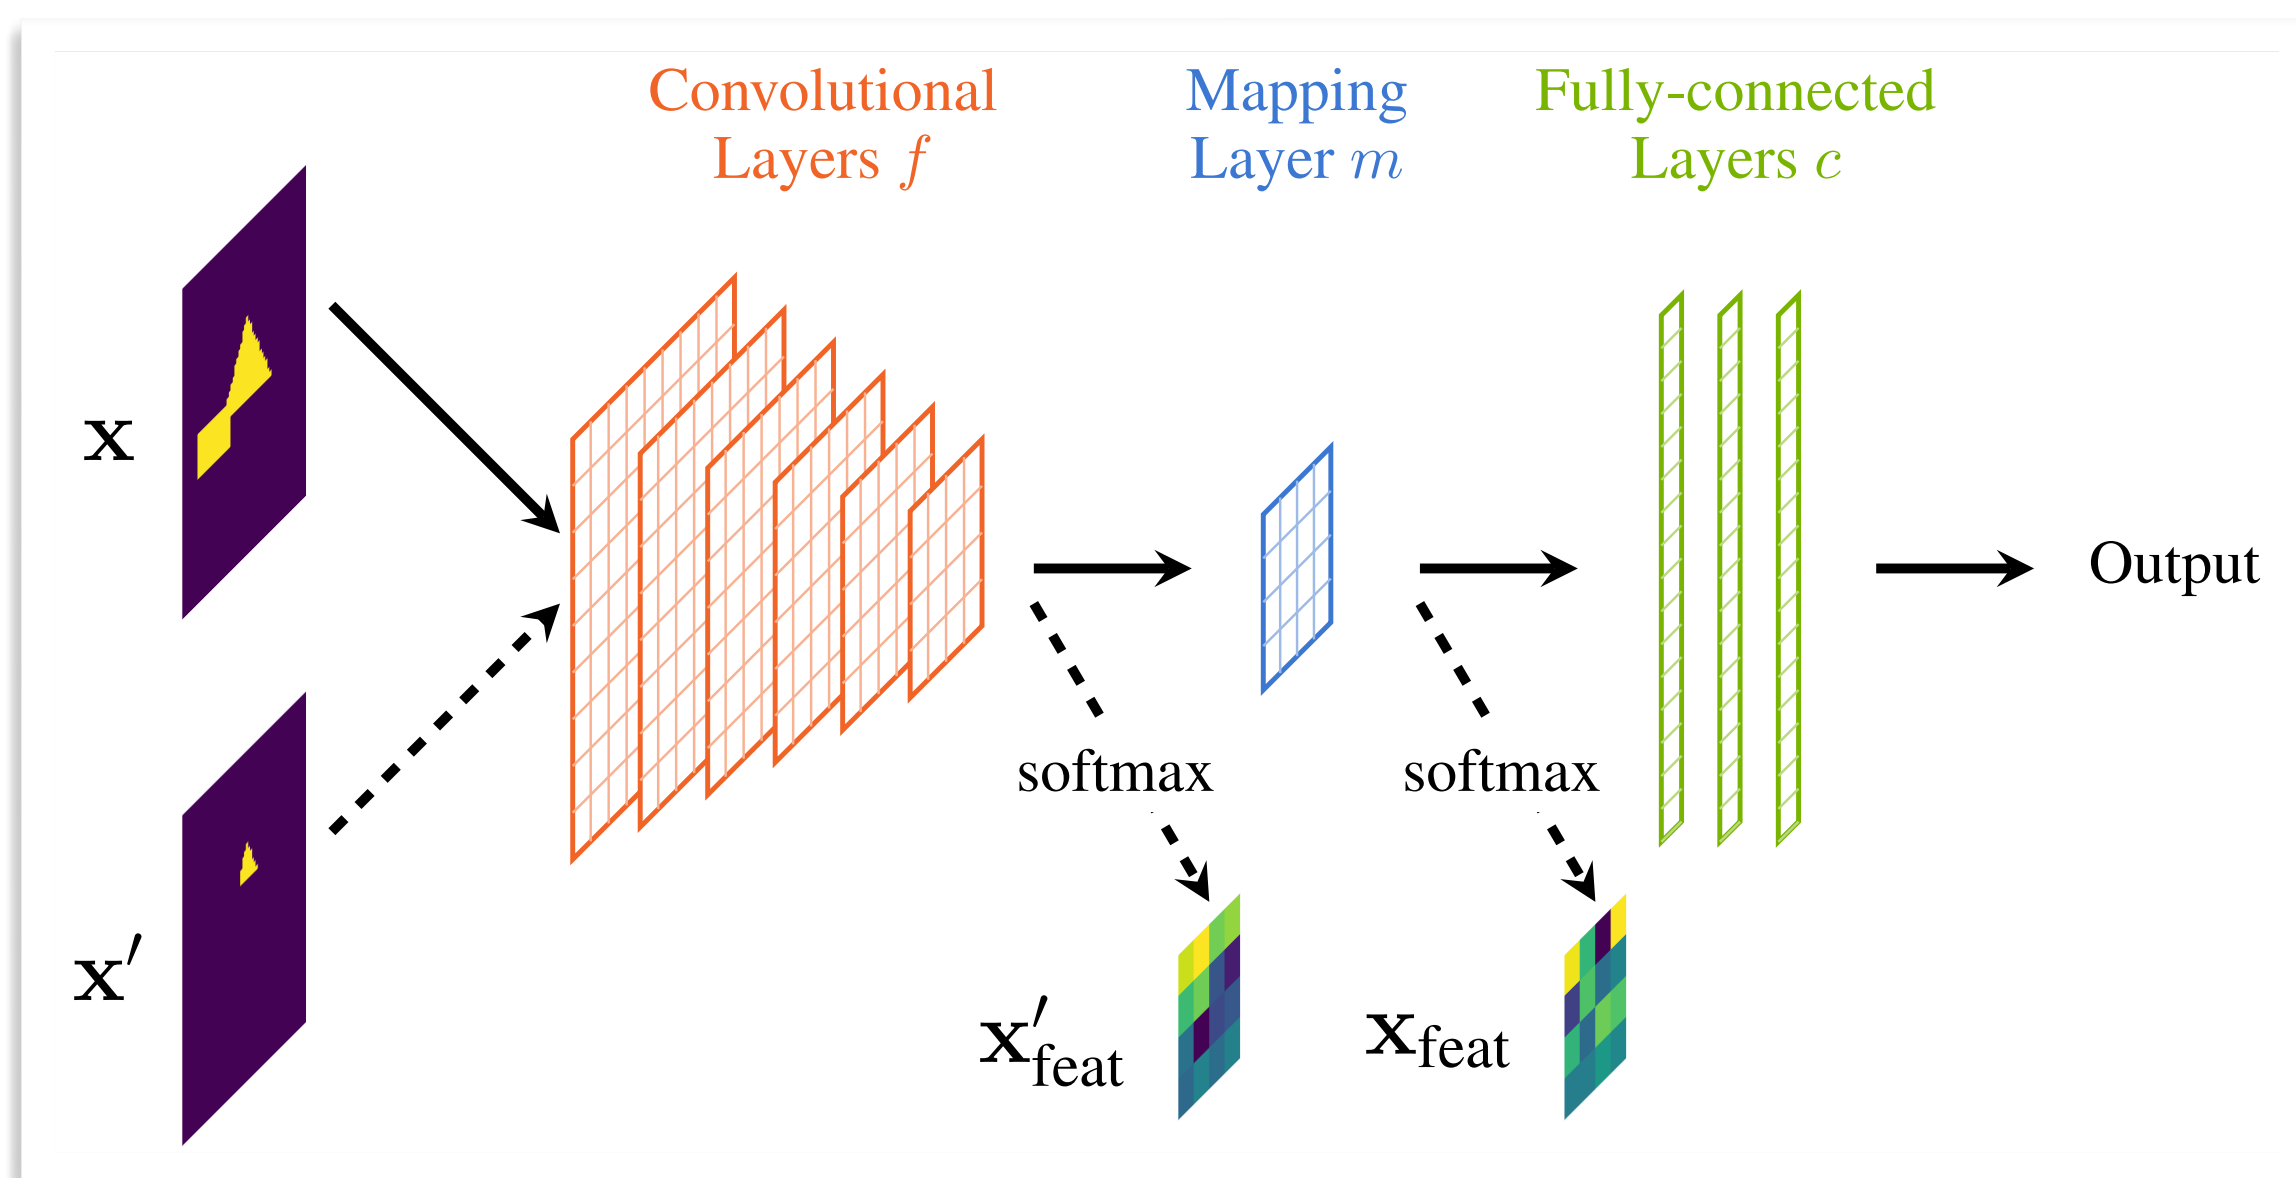 Convolutional
Layers f
Mapping
Layer m
Fully-connected
Layers c
x
Output
softmax
softmax
x′
x′feat
xfeat